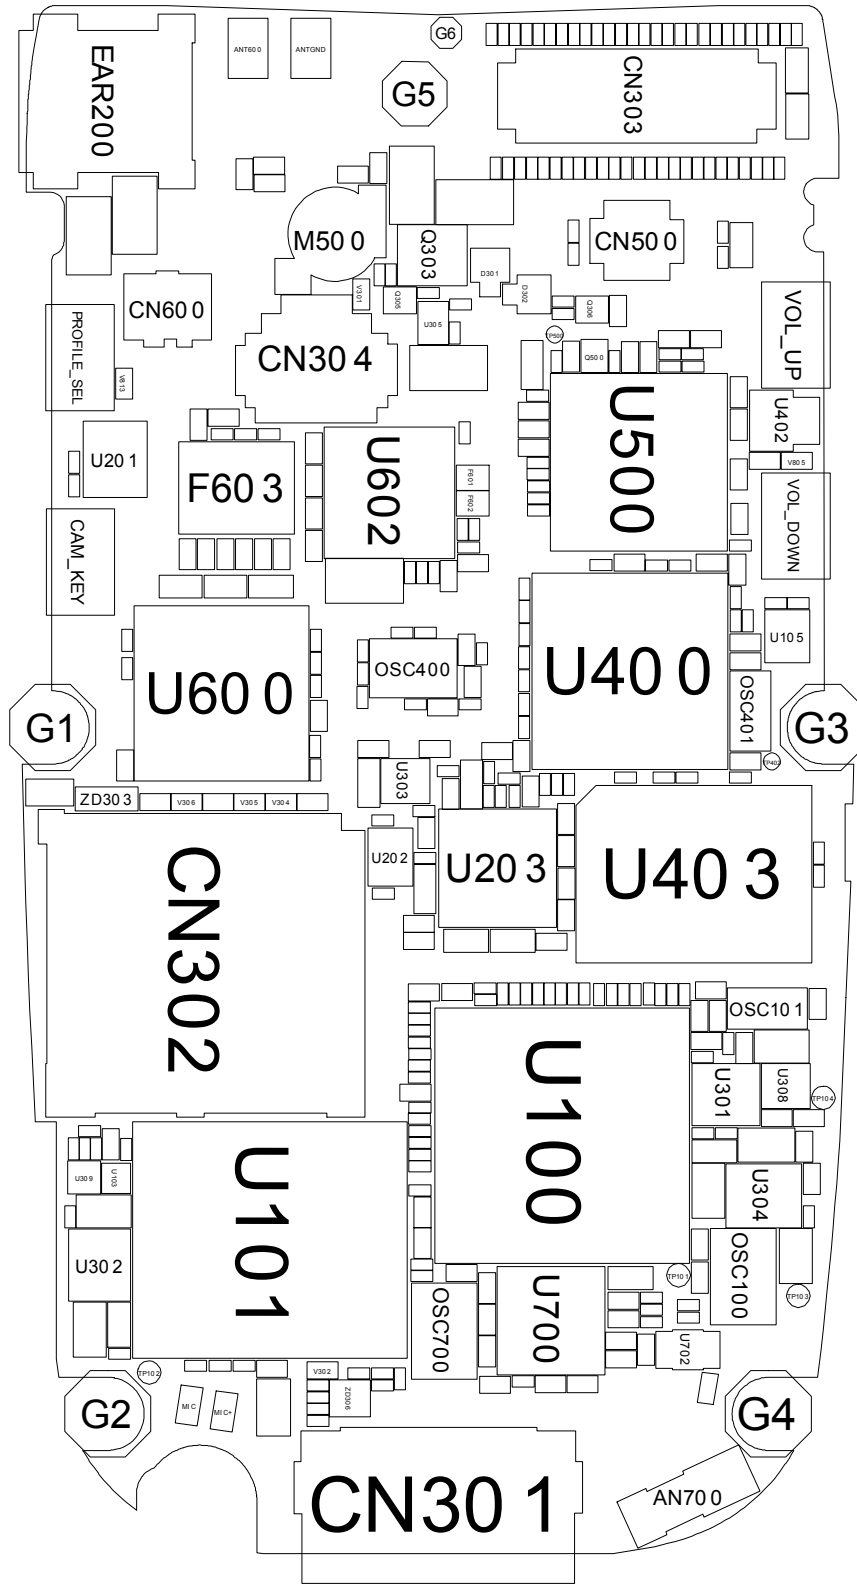 G6
ANT600
ANTGND
EAR200
G5
CN303
M500
Q303
CN500
D301
D302
CN600
V301
Q305
U305
Q306
VOL_UP
PROFILE_SEL
CN304
TP500
Q500
V813
U402
U201
F603
U602
F601
F602
U500
V805
VOL_DOWN
CAM_KEY
U105
U600
OSC400
U400
OSC401
G1
G3
TP402
ZD303
V306
V305
V304
U303
U202
U203
U403
CN302
OSC101
U100
U301
U308
TP104
U309
U103
U101
U304
U302
OSC700
U700
TP101
OSC100
TP103
U702
TP102
V302
ZD306
MIC
MIC+
G2
G4
CN301
AN700